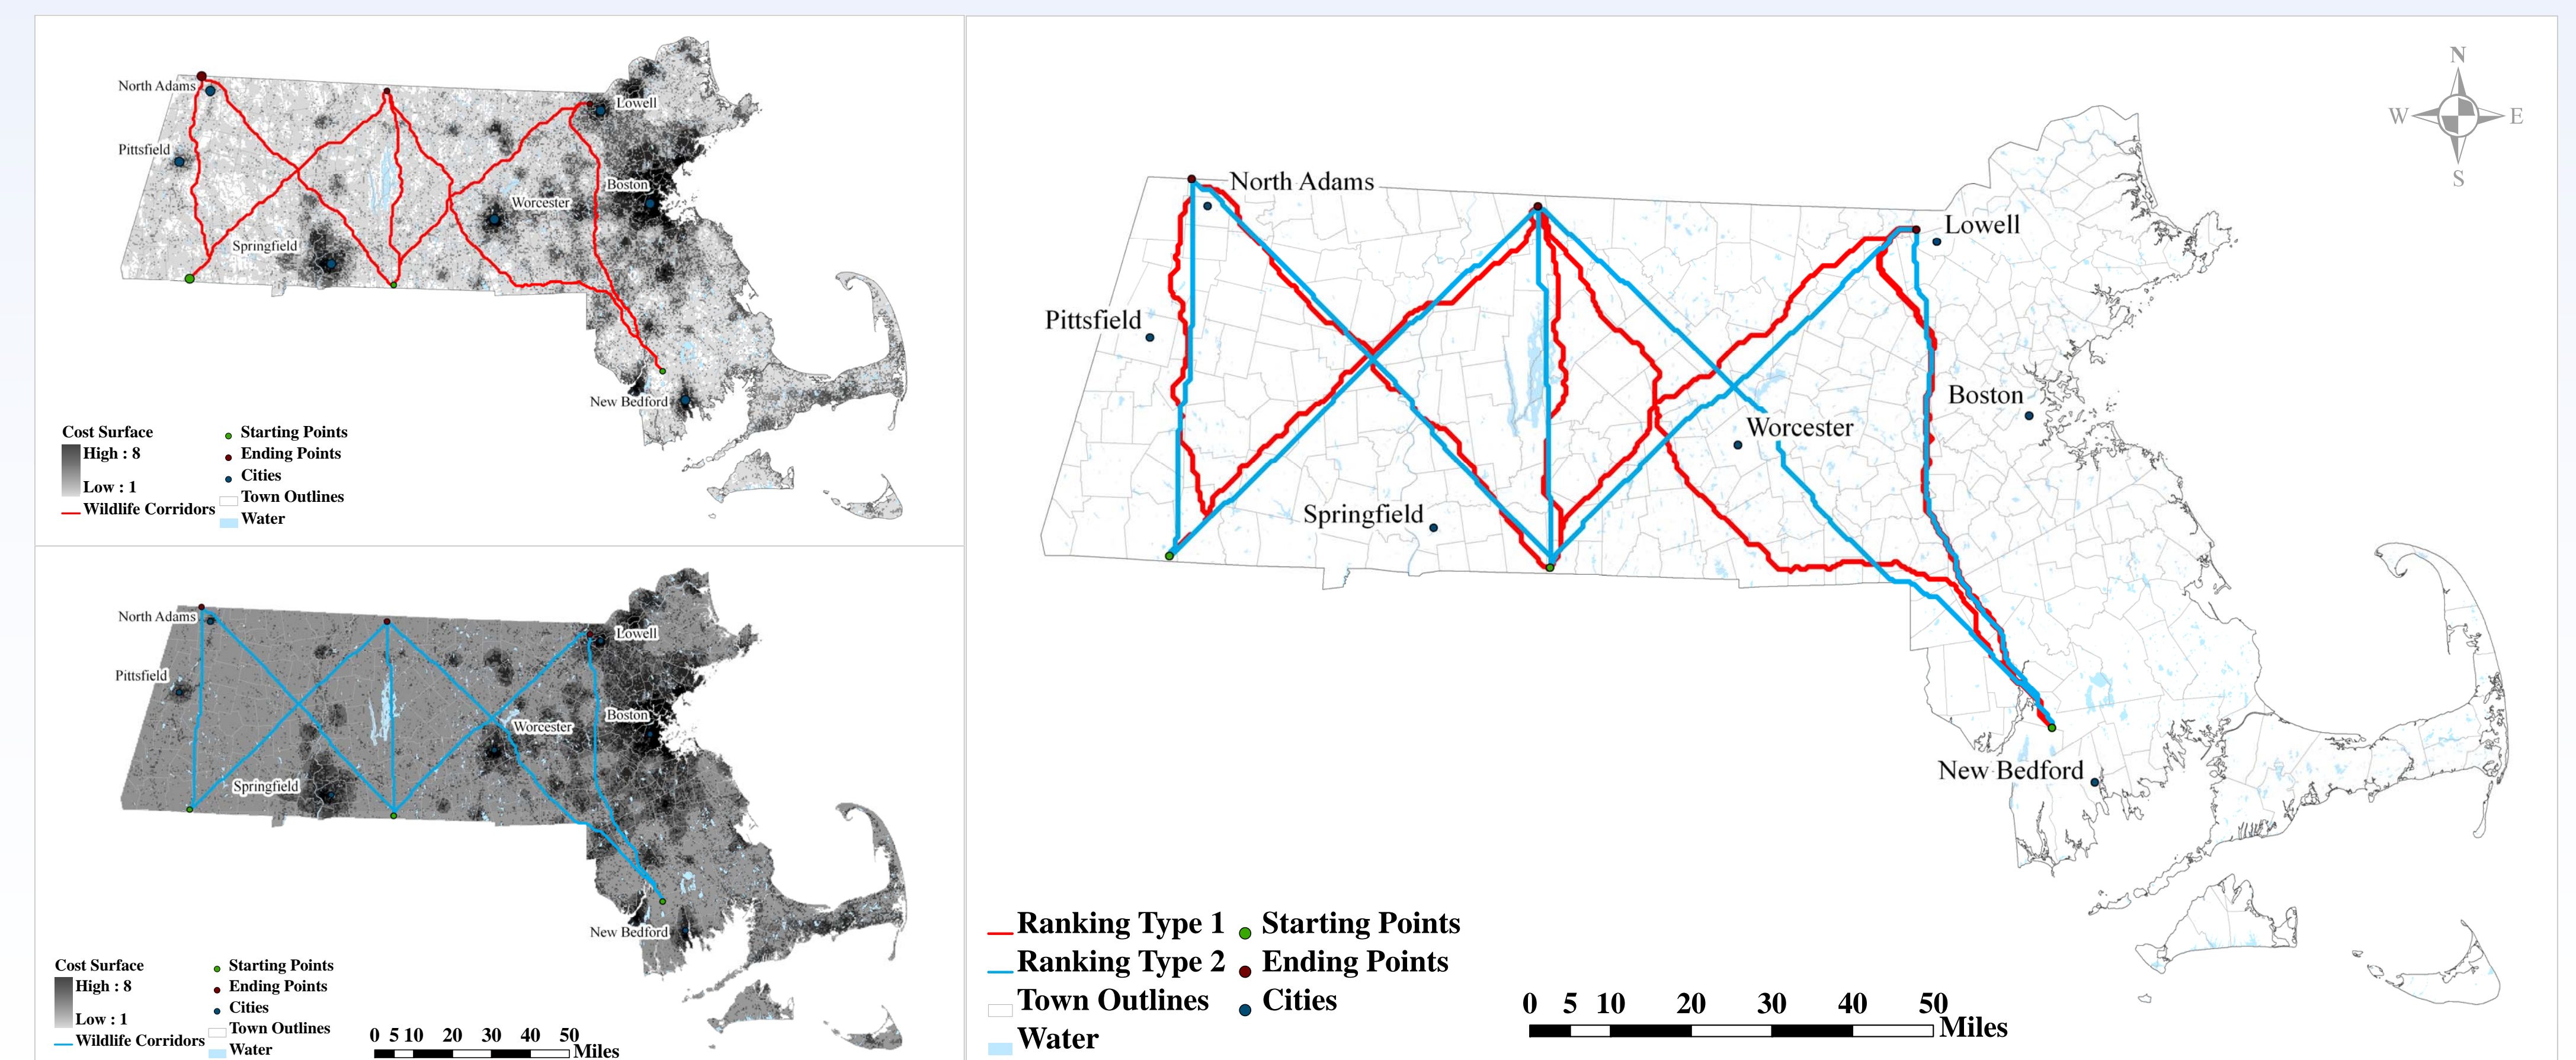 North Adams
Lowell
Pittsfield
Boston
Worcester
Springfield
New Bedford
Cost Surface
High : 8
Low : 1
Wildlife Corridors
Starting Points
Ending Points
Cities
Town Outlines
Water
North Adams
Lowell
Pittsfield
Boston
Worcester
Springfield
New Bedford
Cost Surface
High : 8
Low : 1
Wildlife Corridors
Starting Points
Ending Points
Cities
Town Outlines
Water
0 5 10 20 30 40 50
Miles
N
W E
S
North Adams
Lowell
Pittsfield
Boston
Worcester
Springfield
New Bedford
Ranking Type 1
Ranking Type 2
Town Outlines
Water
Starting Points
Ending Points
Cities
0 5 10 20 30 40 50
Miles